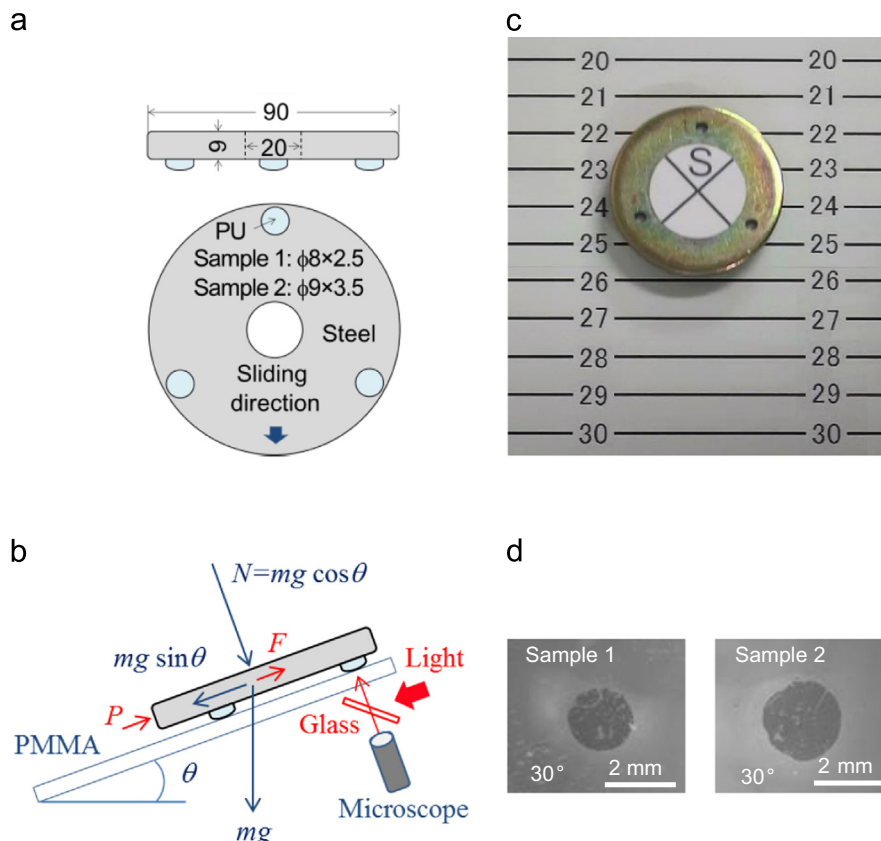 a
90
9
20
PU
Sample 1: ϕ8×2.5
Sample 2: ϕ9×3.5
Steel
Sliding
direction
c
20 20
21 21
22 22
23 23
24 24
25 25
26 26
27 27
28 28
29 29
30 30
S
b
N=mg cosθ
mg sinθ
F
P
Light
Glass
PMMA
θ
Microscope
mg
d
Sample 1
30°
2 mm
Sample 2
30°
2 mm